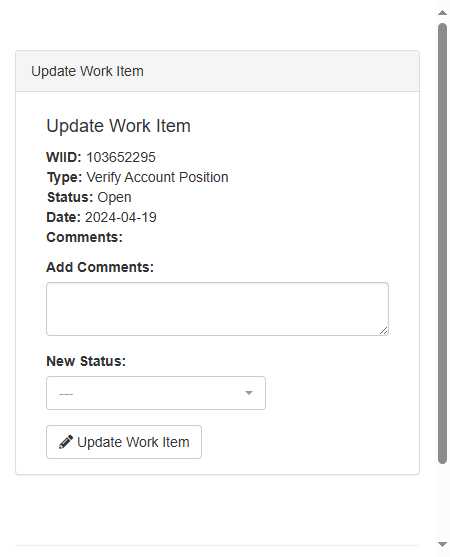 Update Work Item
Update Work Item
WIID: 103652295
Type: Verify Account Position
Status: Open
Date: 2024-04-19
Comments:
Add Comments:
New Status:
---
Update Work Item